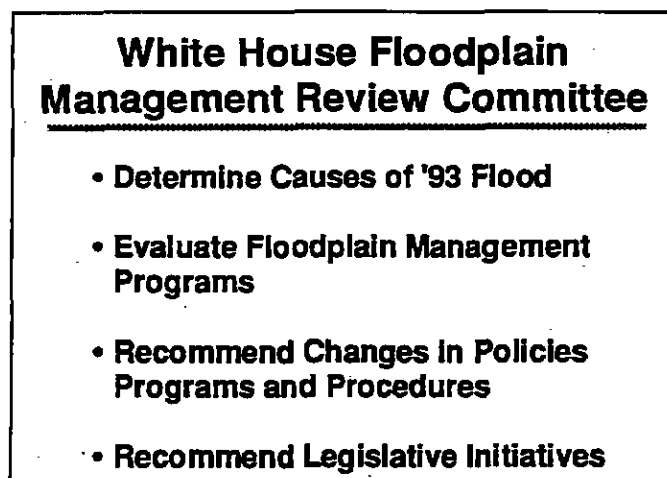 White House Floodplain
Management Review Committee
• Determine Causes of '93 Flood
• Evaluate Floodplain Management
Programs
• Recommend Changes in Policies
Programs and Procedures
• Recommend Legislative Initiatives